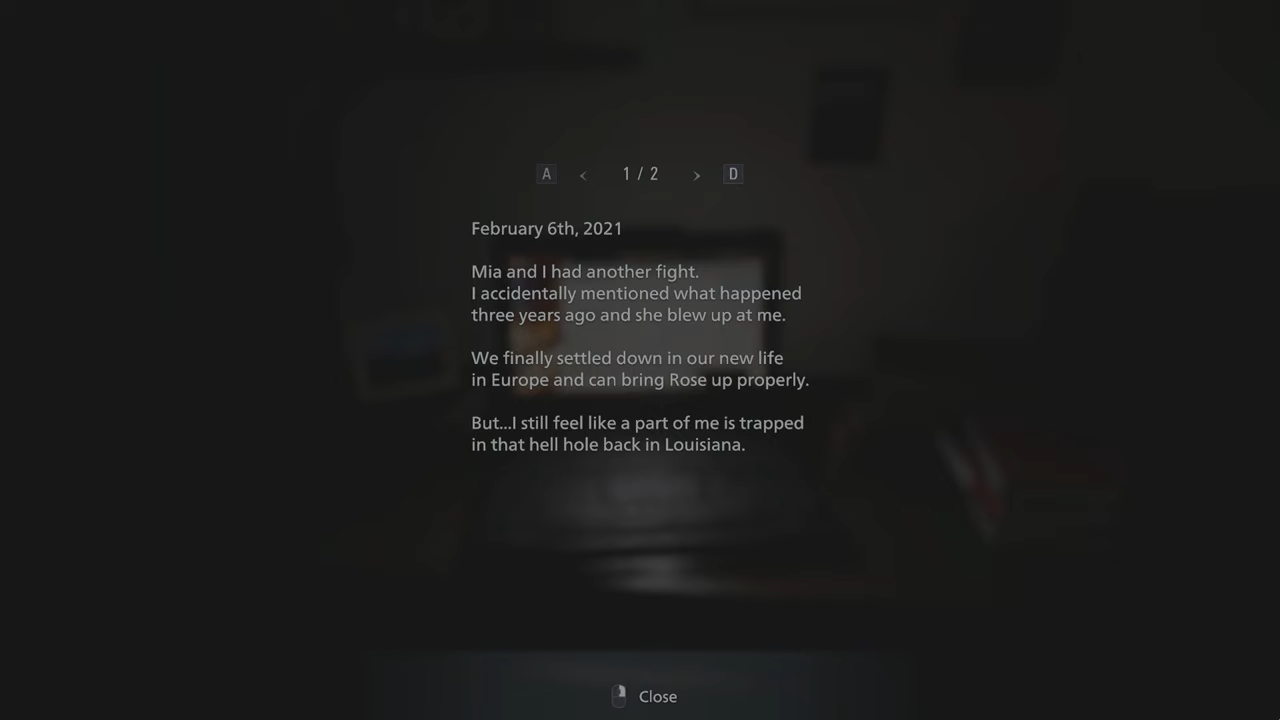 A < 1 / 2 > D
February 6th, 2021
Mia and I had another fight.
I accidentally mentioned what happened
three years ago and she blew up at me.
We finally settled down in our new life
in Europe and can bring Rose up properly.
But...I still feel like a part of me is trapped
in that hell hole back in Louisiana.
Close